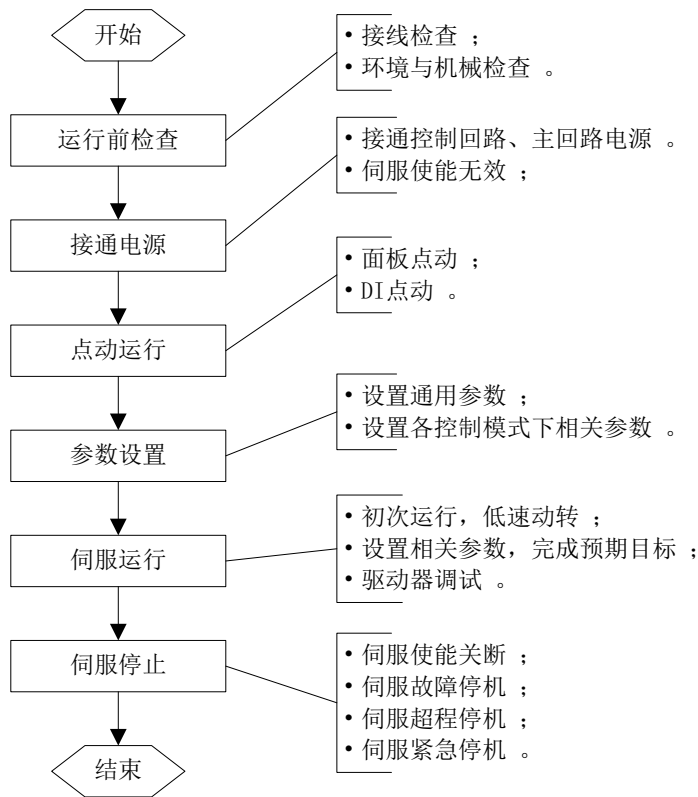 开始
· 接线检查 ；
· 环境与机械检查 。
运行前检查
· 接通控制回路、主回路电源 。
· 伺服使能无效 ；
接通电源
· 面板点动 ；
· DI点动 。
点动运行
· 设置通用参数 ；
· 设置各控制模式下相关参数 。
参数设置
· 初次运行，低速动转 ；
· 设置相关参数，完成预期目标 ；
· 驱动器调试 。
伺服运行
· 伺服使能关断 ；
· 伺服故障停机 ；
· 伺服超程停机 ；
· 伺服紧急停机 。
伺服停止
结束